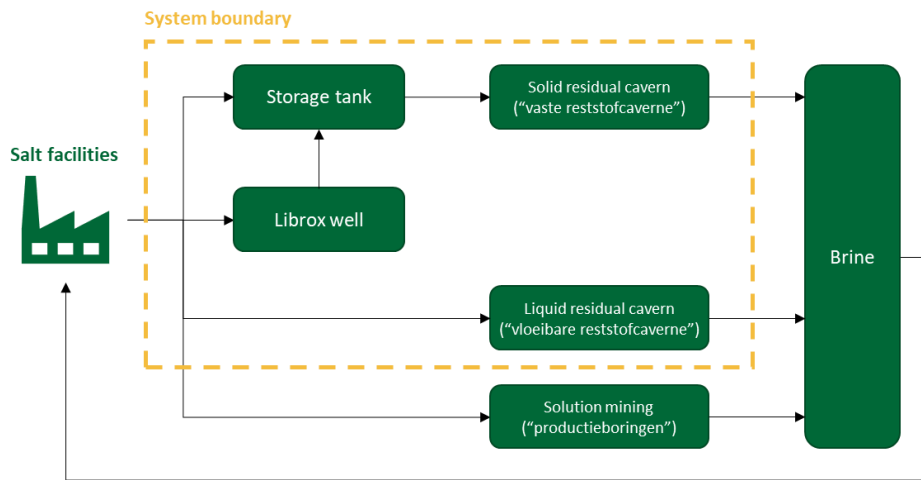 System boundary
Storage tank
Solid residual cavern
(“vaste reststofcaverne”)
Salt facilities
Librox well
Brine
Liquid residual cavern
(“vloeibare reststofcaverne”)
Solution mining
(“productieboringen”)